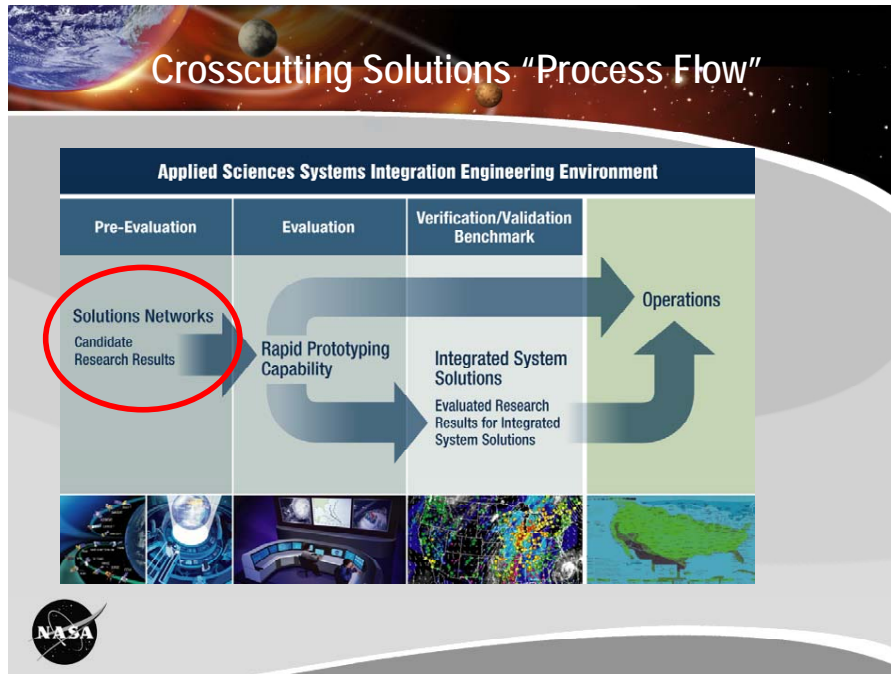 Crosscutting Solutions “Process Flow”
Applied Sciences Systems Integration Engineering Environment
Pre-Evaluation
Evaluation
Verification/Validation
Benchmark
Solutions Networks
Candidate
Research Results
Rapid Prototyping
Capability
Integrated System
Solutions
Evaluated Research
Results for Integrated
System Solutions
Operations
NASA